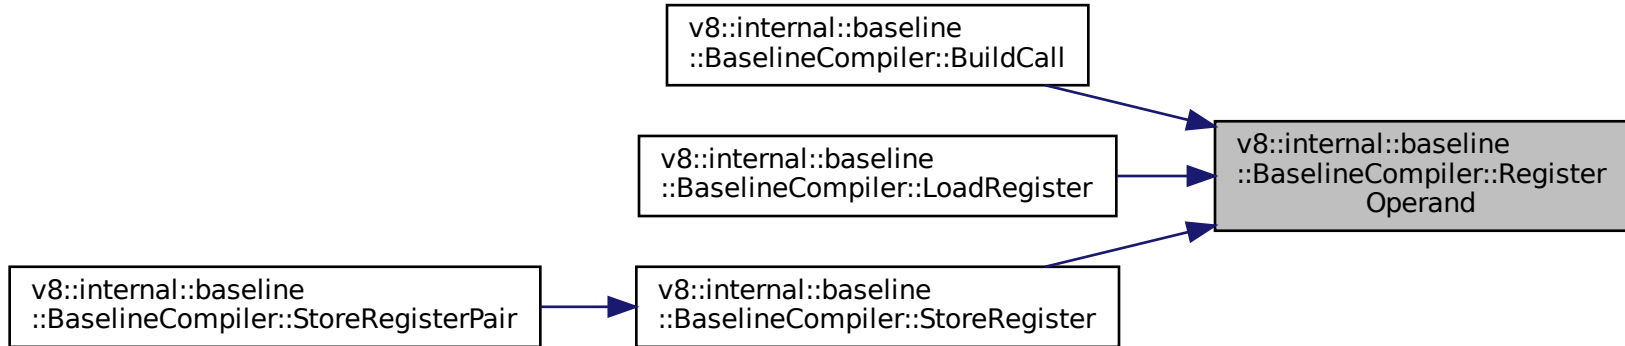 v8::internal::baseline
::BaselineCompiler::BuildCall
v8::internal::baseline
::BaselineCompiler::LoadRegister
v8::internal::baseline
::BaselineCompiler::Register
Operand
v8::internal::baseline
::BaselineCompiler::StoreRegisterPair
v8::internal::baseline
::BaselineCompiler::StoreRegister